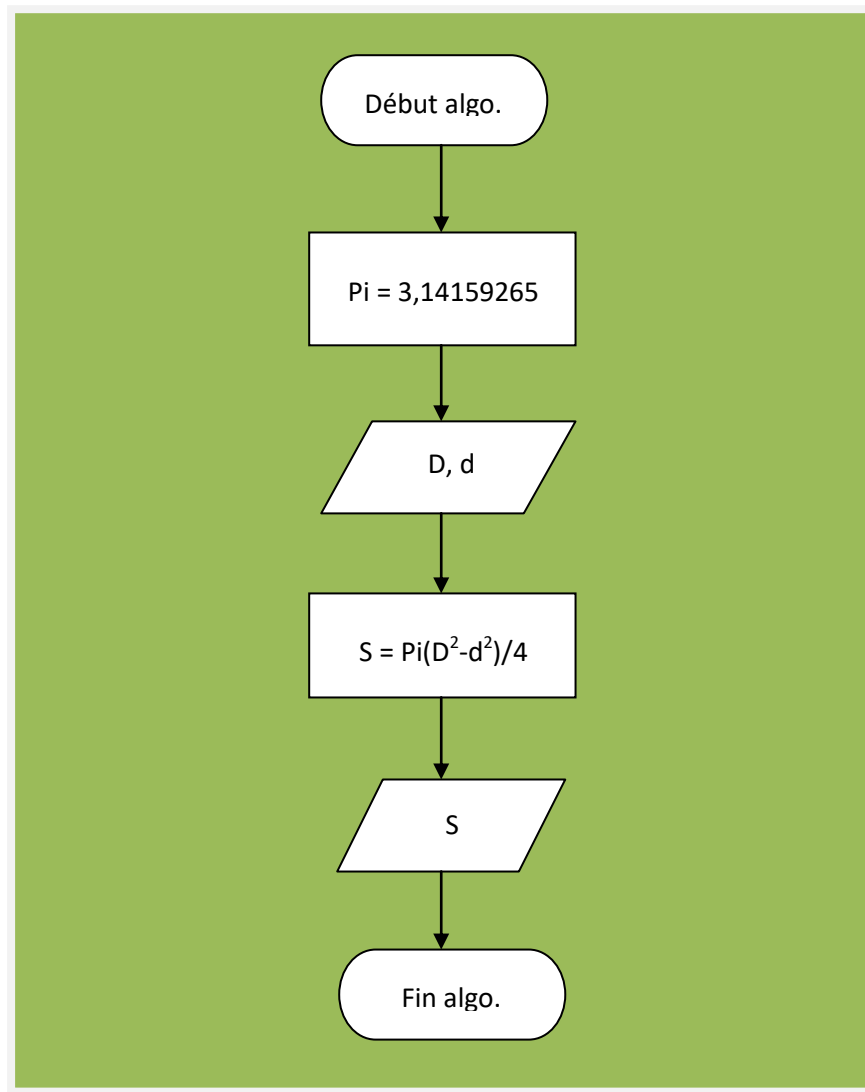 Début algo.
Pi = 3,14159265
D, d
S = Pi(D²-d²)/4
S
Fin algo.